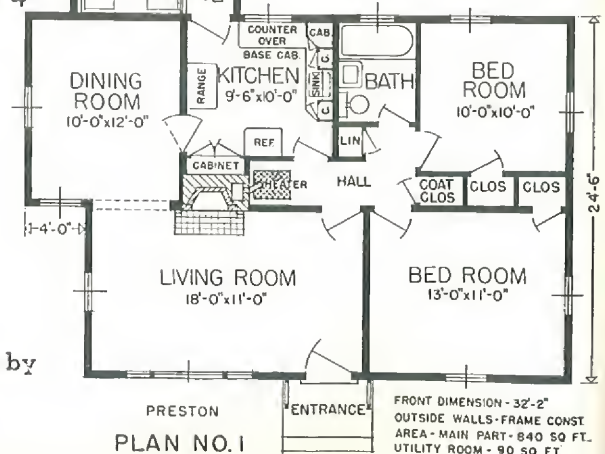 COUNTER
OVER
CAB.
BASE CAB.
C.
DINING
ROOM
10'-0"x12'-0"
RANGE
KITCHEN
9'-6"x10'-0"
SINK
C.
BATH
BED
ROOM
10'-0"x10'-0"
REF.
LIN
CABINET
HEATER
HALL
COAT
CLOS
CLOS
CLOS
24'-6"
4'-0"
LIVING ROOM
18'-0"x11'-0"
BED ROOM
13'-0"x11'-0"
by
PRESTON
PLAN NO.1
ENTRANCE
FRONT DIMENSION - 32'-2"
OUTSIDE WALLS - FRAME CONST.
AREA - MAIN PART - 840 SQ FT.
UTILITY ROOM - 90 SQ FT